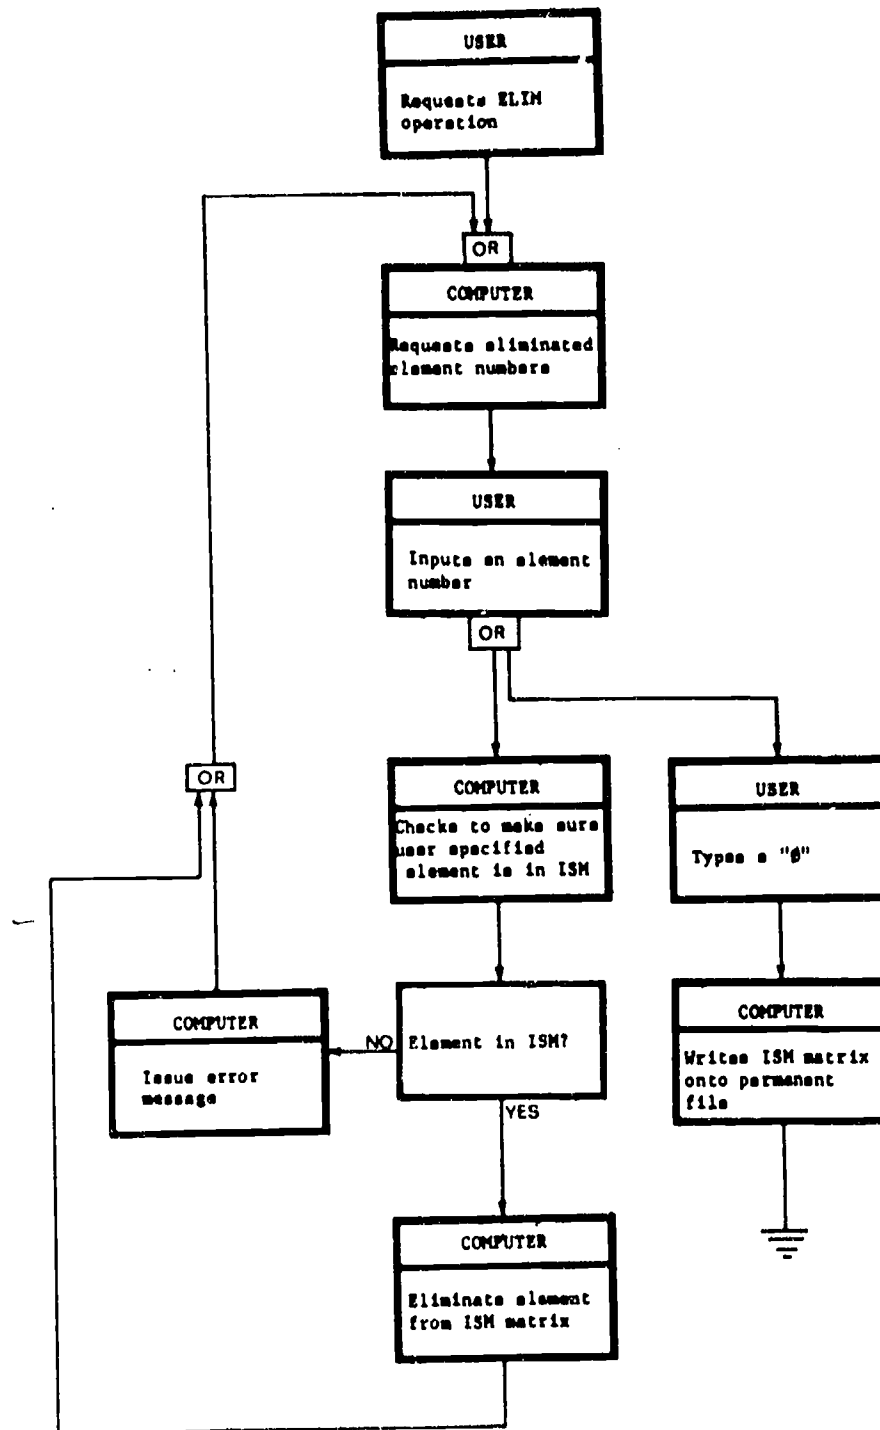 USER
Requests ELIM
operation
OR
COMPUTER
Requests eliminated
element numbers
USER
Inputs an element
number
OR
COMPUTER
Checks to make sure
user specified
element is in ISM
USER
Types a "Ø"
OR
COMPUTER
Issue error
message
NO
Element in ISM?
YES
COMPUTER
Writes ISM matrix
onto permanent
file
COMPUTER
Eliminate element
from ISM matrix